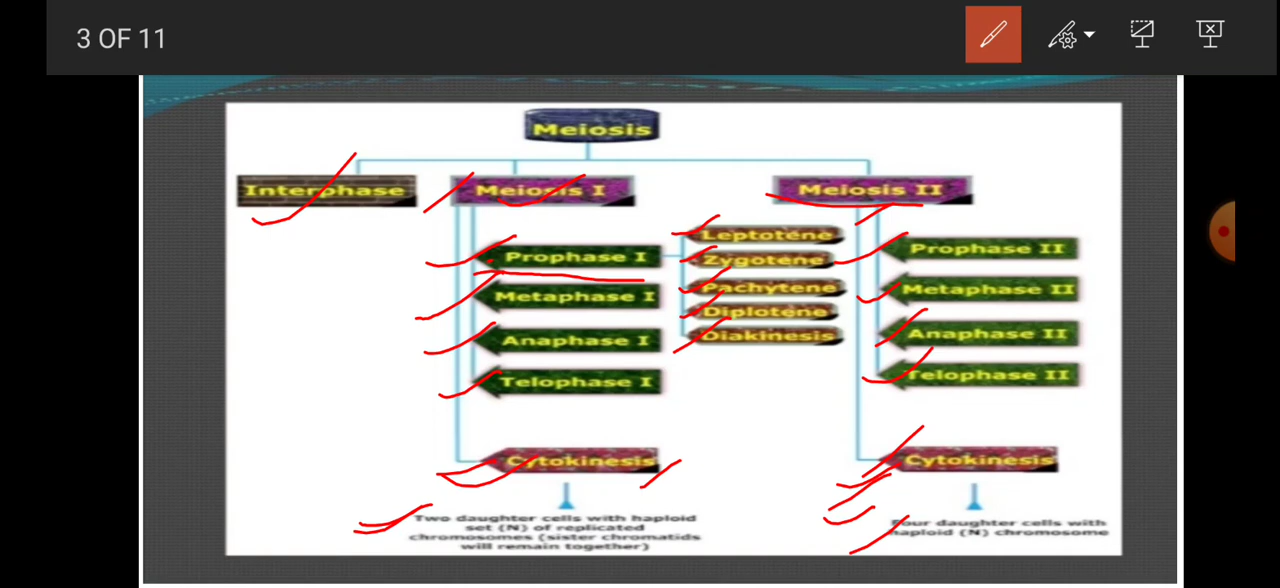 3 OF 11
Meiosis
Interphase
Meiosis I
Meiosis II
Prophase I
Metaphase I
Anaphase I
Telophase I
Leptotene
Zygotene
Pachytene
Diplotene
Diakinesis
Prophase II
Metaphase II
Anaphase II
Telophase II
Cytokinesis
Cytokinesis
Two daughter cells with haploid
set (N) of replicated
chromosomes (sister chromatids
will remain together)
Four daughter cells with
haploid (N) chromosome